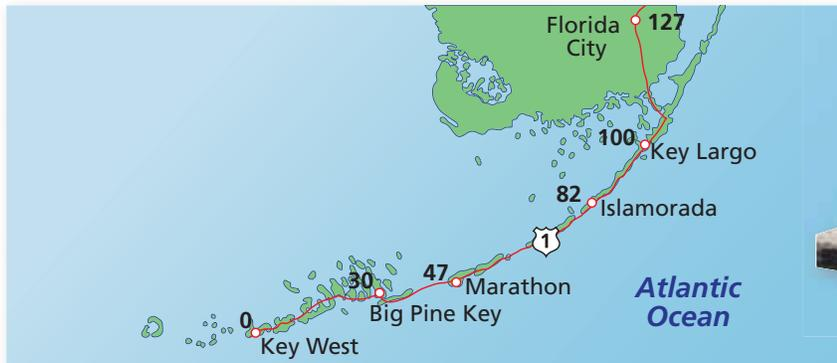 Florida 127
City
100
Key Largo
82
Islamorada
1
47
Marathon
30
Big Pine Key
Atlantic
Ocean
0
Key West